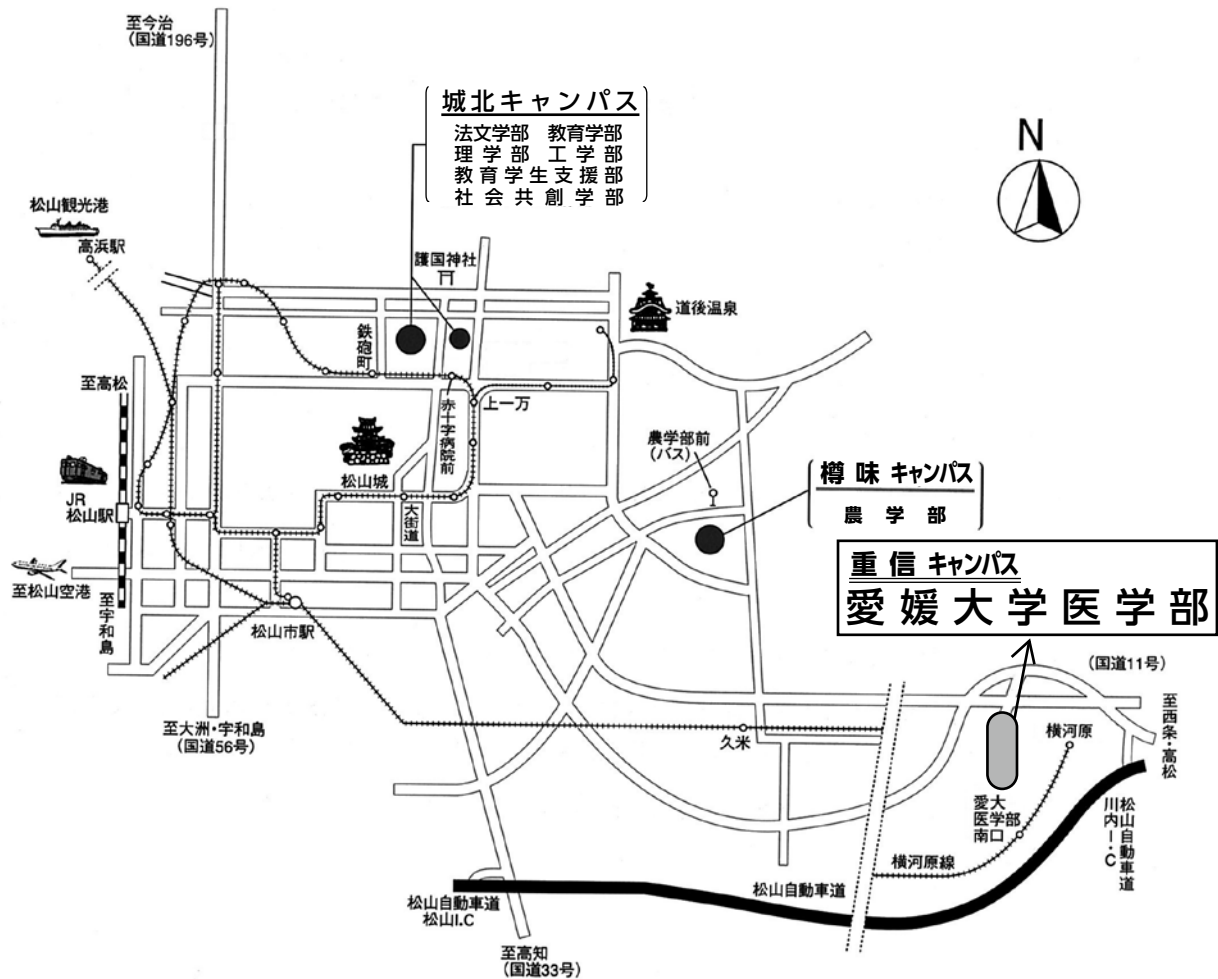 至今治
(国道196号)
城北キャンパス
法文学部 教育学部
理学部 工学部
教育学生支援部
社会共創学部
N
松山観光港
高浜駅
護国神社
道後温泉
鉄砲町
至高松
赤十字病院前
上一万
農学部前
(バス)
樽味キャンパス
農学部
松山城
大街道
JR
松山駅
重信キャンパス
愛媛大学医学部
至松山空港
至宇和島
松山市駅
(国道11号)
至大洲・宇和島
(国道56号)
久米
横河原
至西条・高松
愛大
医学部
南口
松山自動車道
川内I・C
横河原線
松山自動車道
松山自動車道
松山I.C
至高知
(国道33号)